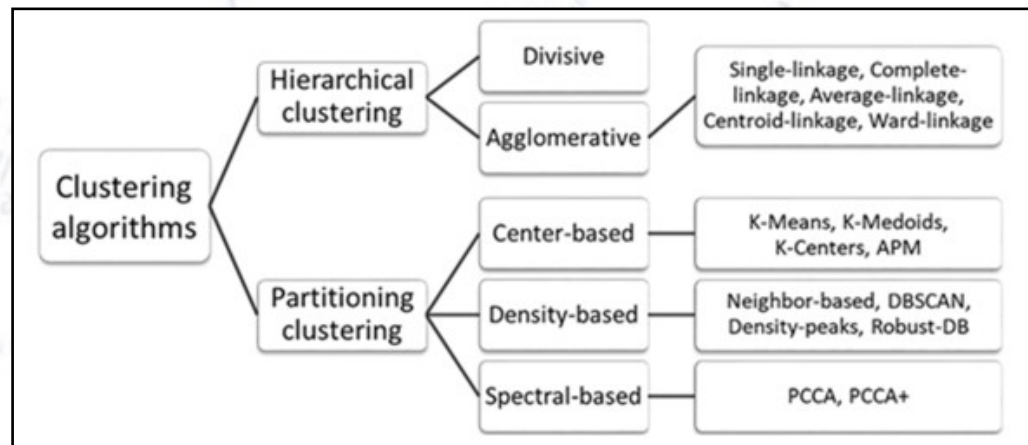 Clustering
algorithms
Hierarchical
clustering
Divisive
Agglomerative
Single-linkage, Complete-
linkage, Average-linkage,
Centroid-linkage, Ward-linkage
Partitioning
clustering
Center-based
K-Means, K-Medoids,
K-Centers, APM
Density-based
Neighbor-based, DBSCAN,
Density-peaks, Robust-DB
Spectral-based
PCCA, PCCA+